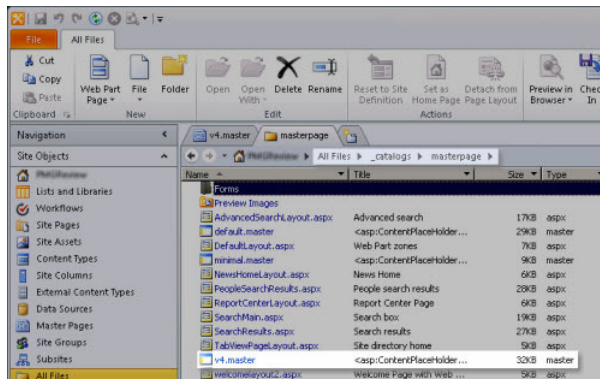 File All Files
Cut
Copy
Paste
Clipboard
Web Part Page
File
Folder
New
Open
Open With
Delete
Rename
Edit
Reset to Site Definition
Set as Home Page
Detach from Page Layout
Actions
Preview in Browser
Chec
In
Navigation
v4.master masterpage
Site Objects
All Files _catalogs masterpage
Name Title Size Type
Lists and Libraries
Workflows
Site Pages
Site Assets
Content Types
Site Columns
External Content Types
Data Sources
Master Pages
Site Groups
Subsites
All Files
Forms
Preview Images
AdvancedSearchLayout.aspx Advanced search 17KB aspx
default.master <asp:ContentPlaceHolder... 29KB master
DefaultLayout.aspx Web Part zones 7KB aspx
minimal.master <asp:ContentPlaceHolder... 9KB master
NewsHomeLayout.aspx News Home 6KB aspx
PeopleSearchResults.aspx People search results 28KB aspx
ReportCenterLayout.aspx Report Center Page 6KB aspx
SearchMain.aspx Search box 19KB aspx
SearchResults.aspx Search results 27KB aspx
TabViewPageLayout.aspx Site directory home 5KB aspx
v4.master <asp:ContentPlaceHolder... 32KB master
welcomelayout2.aspx Welcome Page with Web ... 5KB aspx